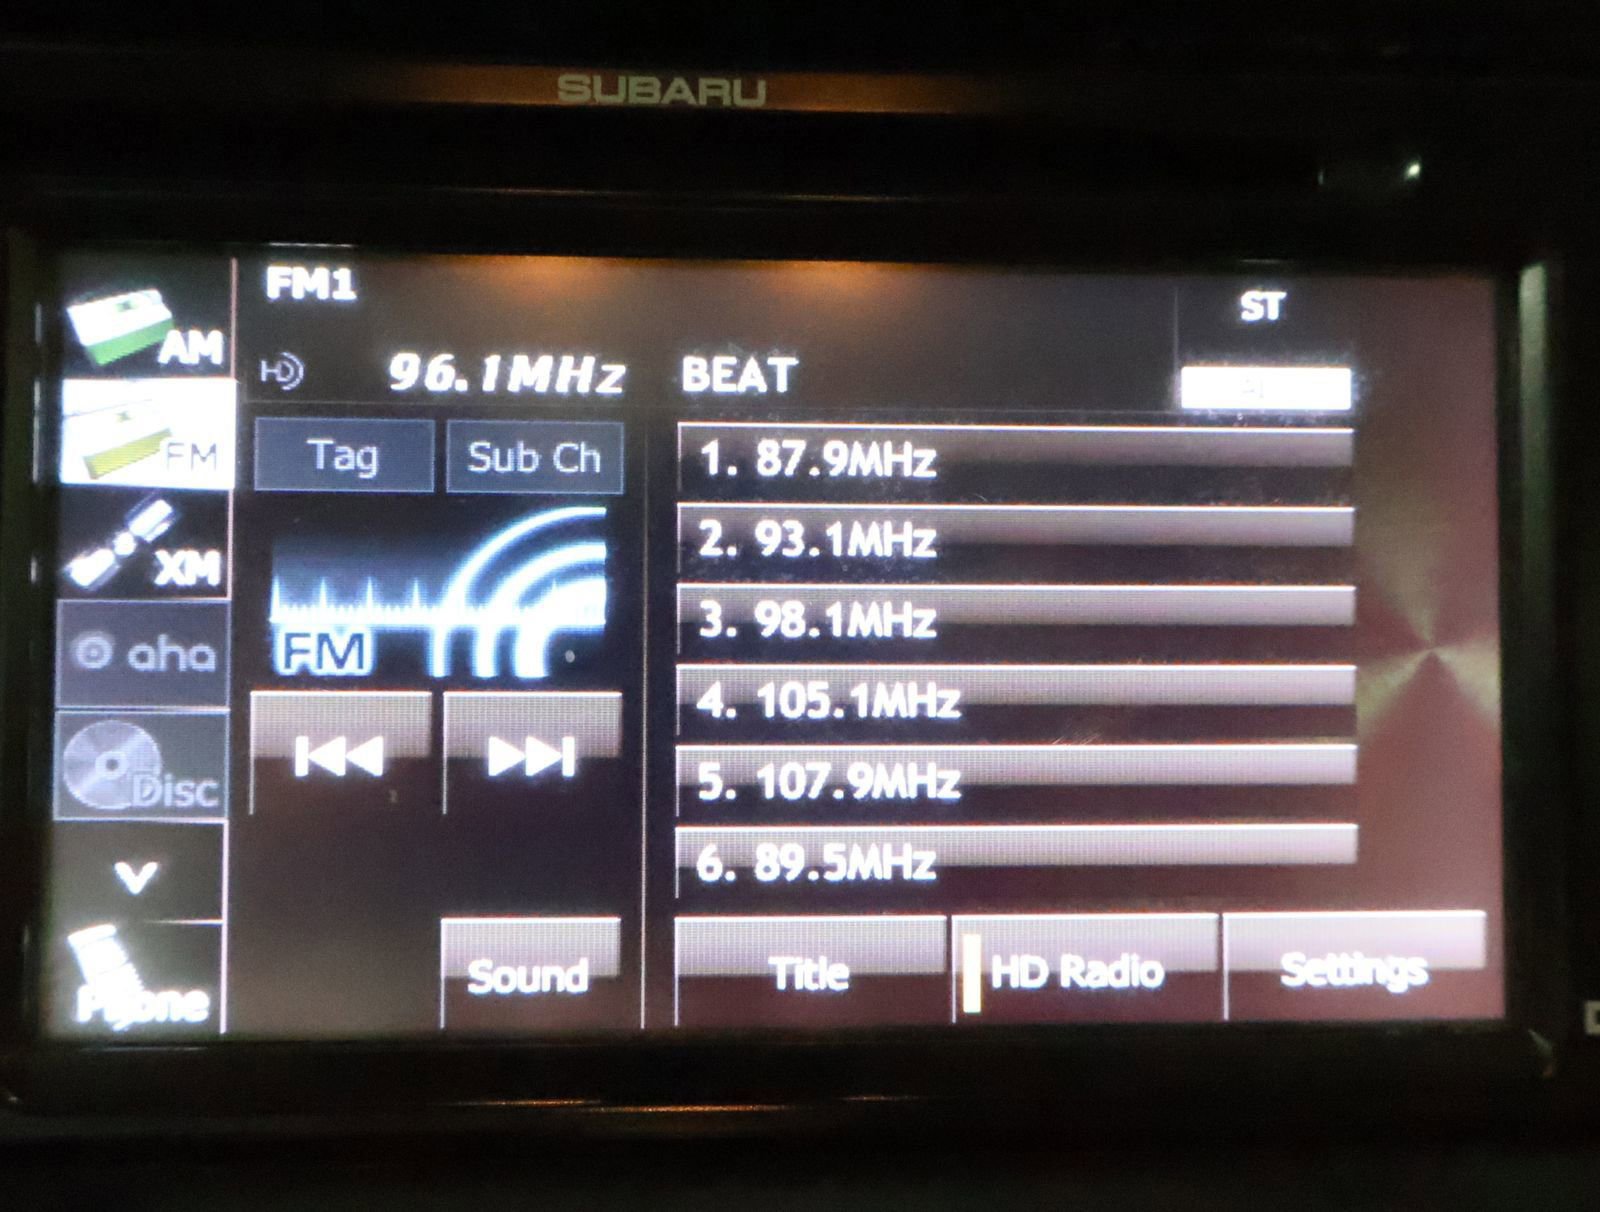 SUBARU
FM1
ST
AM
96.1MHz
BEAT
FM
Tag
Sub Ch
1. 87.9MHz
XM
2. 93.1MHz
aha
FM
3. 98.1MHz
4. 105.1MHz
Disc
5. 107.9MHz
6. 89.5MHz
Phone
Sound
Title
HD Radio
Settings